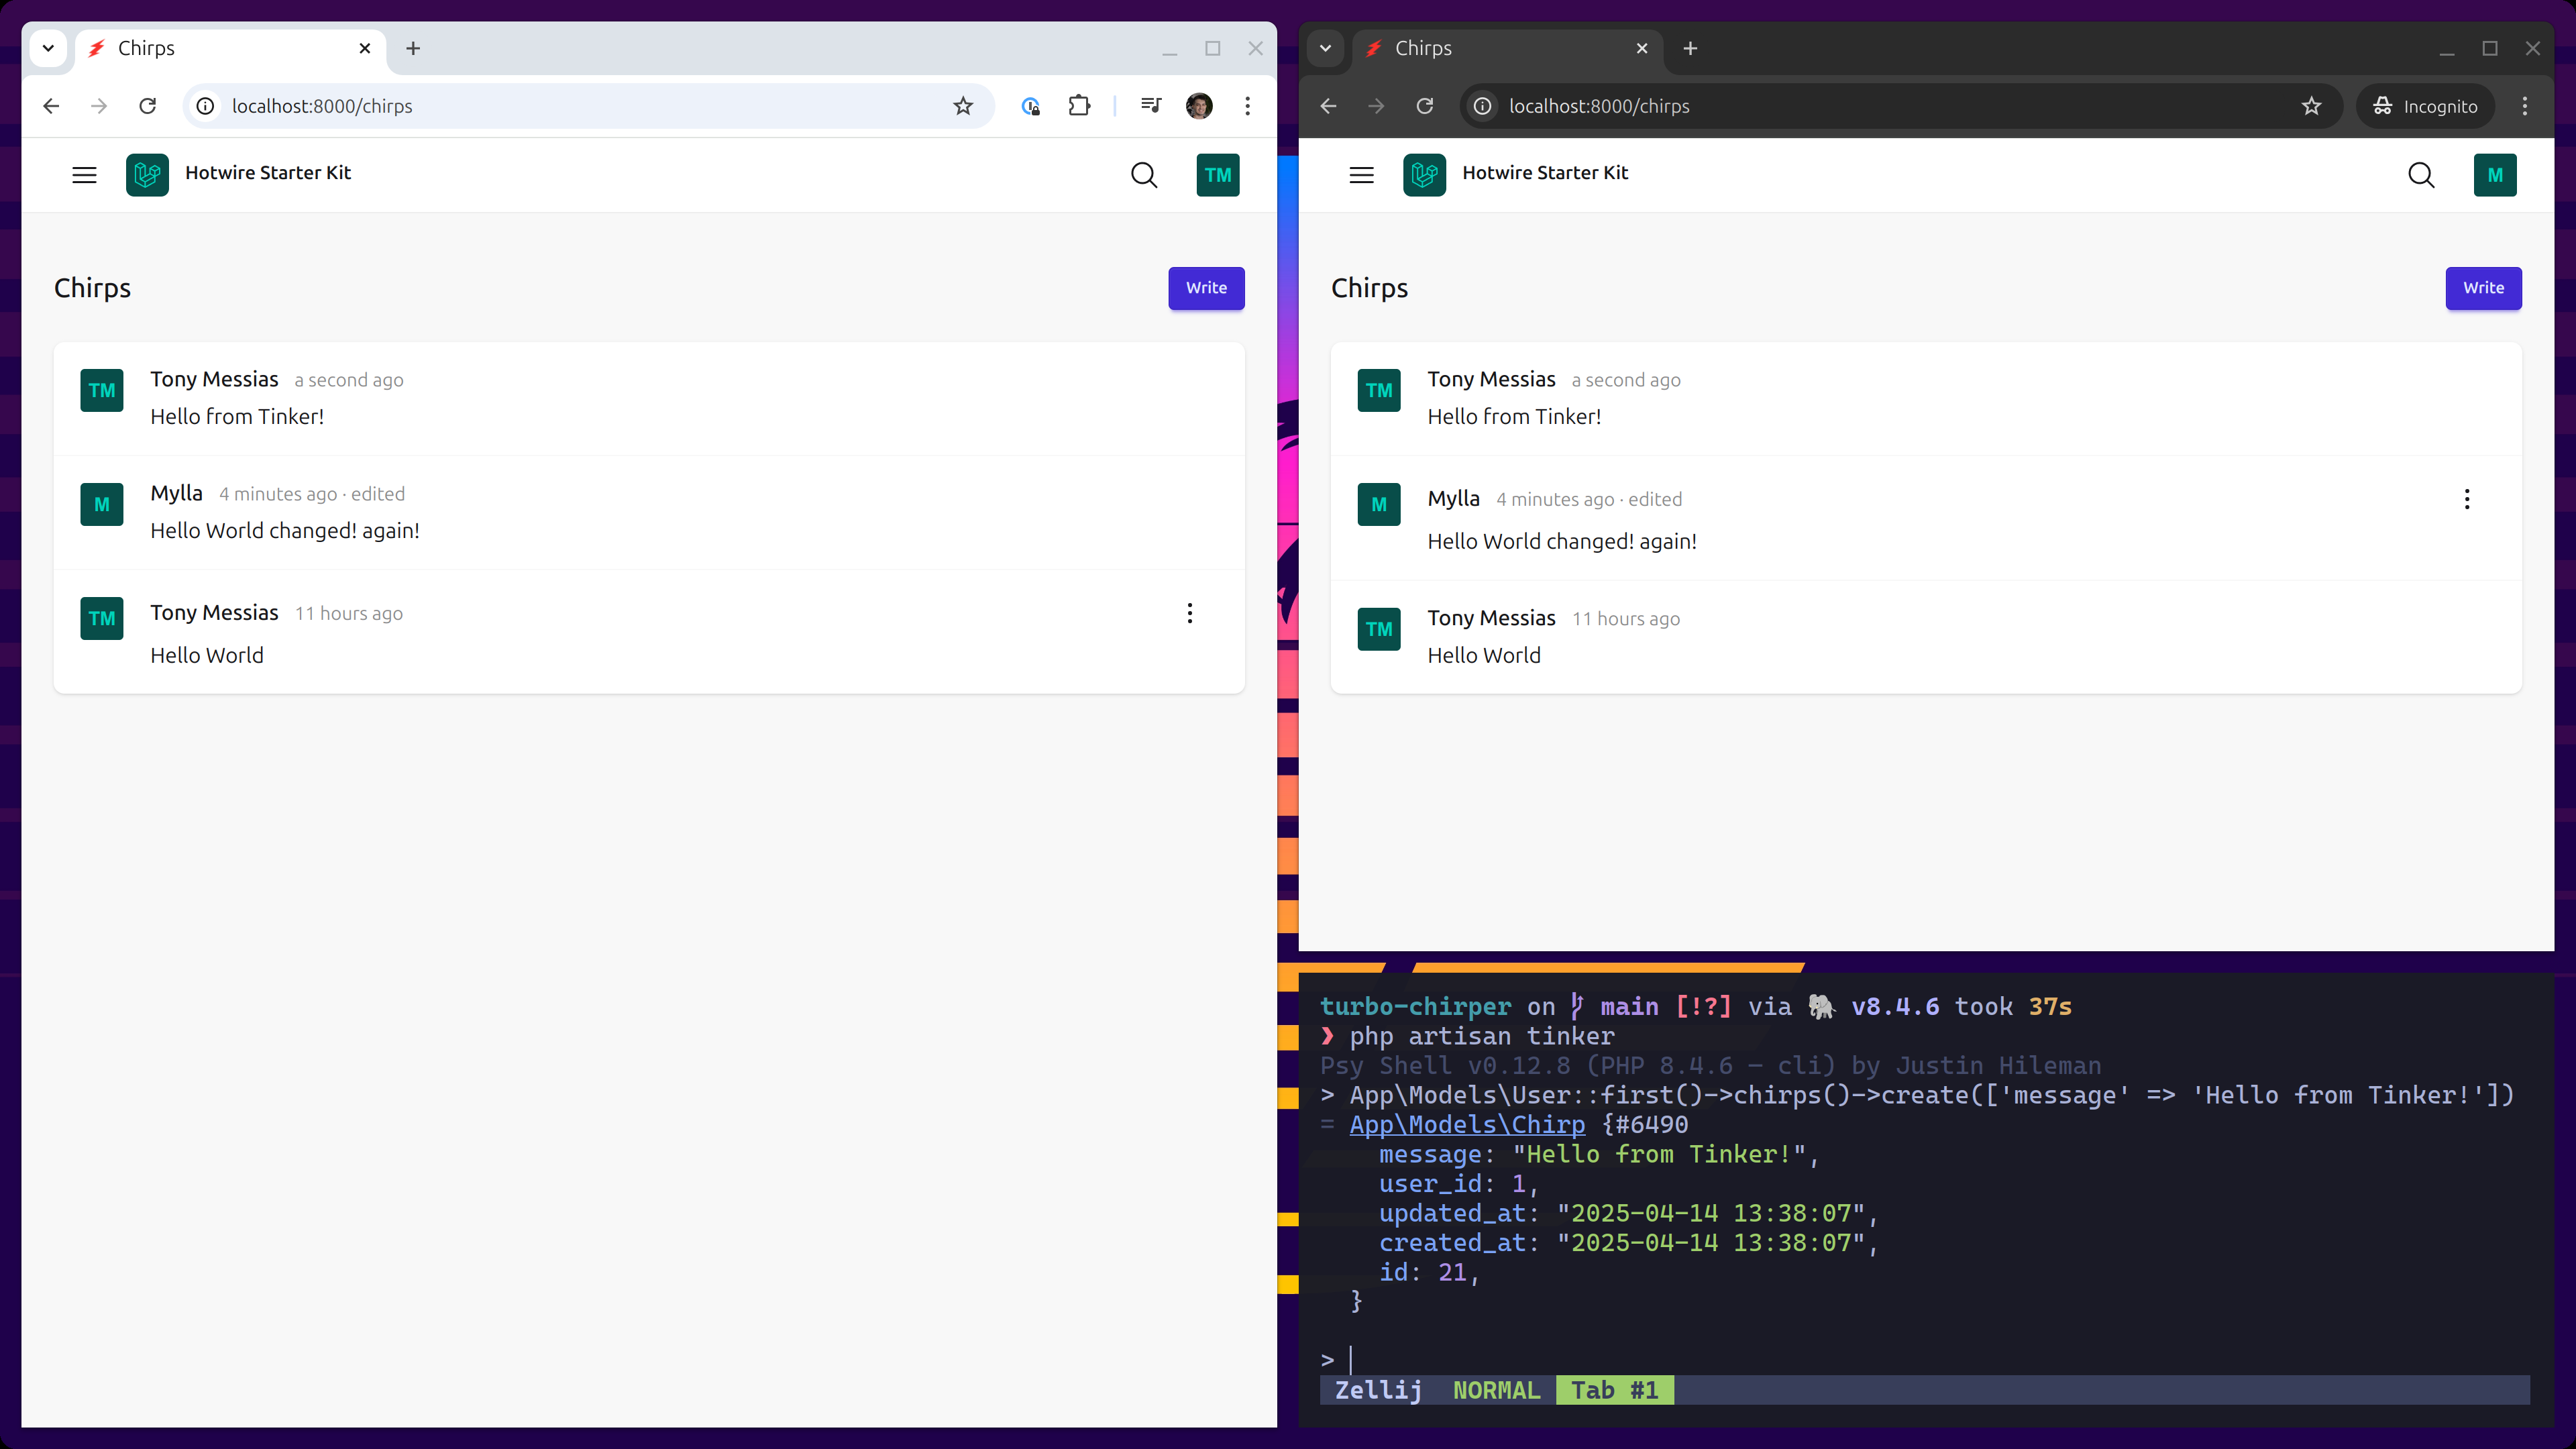 Chirps
localhost:8000/chirps
Hotwire Starter Kit
TM
Chirps
Write
TM
Tony Messias a second ago
Hello from Tinker!
M
Mylla 4 minutes ago · edited
Hello World changed! again!
TM
Tony Messias 11 hours ago
Hello World
Chirps
localhost:8000/chirps
Incognito
Hotwire Starter Kit
M
Chirps
Write
TM
Tony Messias a second ago
Hello from Tinker!
M
Mylla 4 minutes ago · edited
Hello World changed! again!
TM
Tony Messias 11 hours ago
Hello World
turbo-chirper on main [!?] via 🐘 v8.4.6 took 37s
❯ php artisan tinker
Psy Shell v0.12.8 (PHP 8.4.6 — cli) by Justin Hileman
> App\Models\User::first()->chirps()->create(['message' => 'Hello from Tinker!'])
= App\Models\Chirp {#6490
message: "Hello from Tinker!",
user_id: 1,
updated_at: "2025-04-14 13:38:07",
created_at: "2025-04-14 13:38:07",
id: 21,
}
>
Zellij NORMAL Tab #1